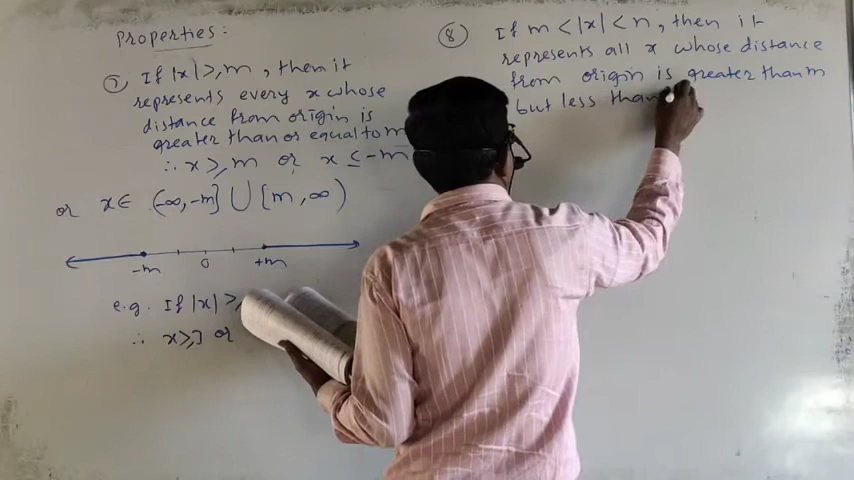 Properties:
⑦ If |x| ≥ m, then it
represents every x whose
distance from origin is
greater than or equal to m
∴ x ≥ m or x ≤ -m
or x ∈ (-∞, -m] ∪ [m, ∞)
-m 0 +m
e.g. If |x| ≥
∴ x ≥ 3 or
⑧ If m < |x| < n, then it
represents all x whose distance
from origin is greater than m
but less than